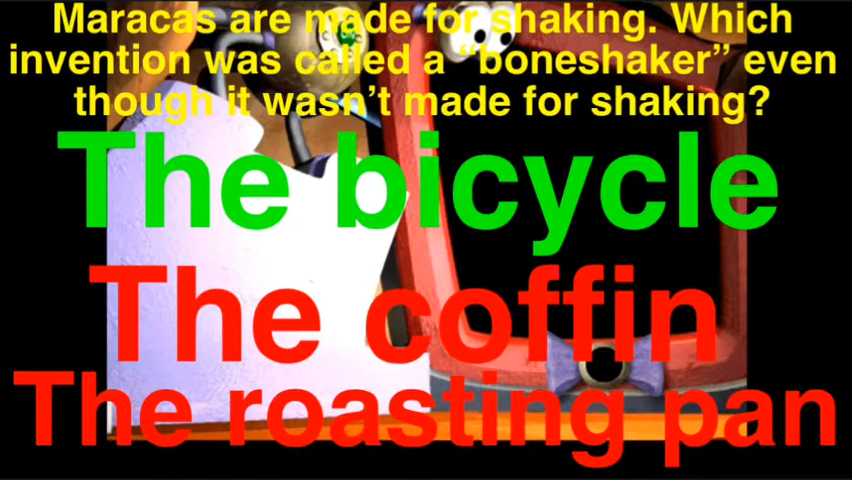 Maracas are made for shaking. Which
invention was called a “boneshaker” even
though it wasn’t made for shaking?
The bicycle
The coffin
The roasting pan